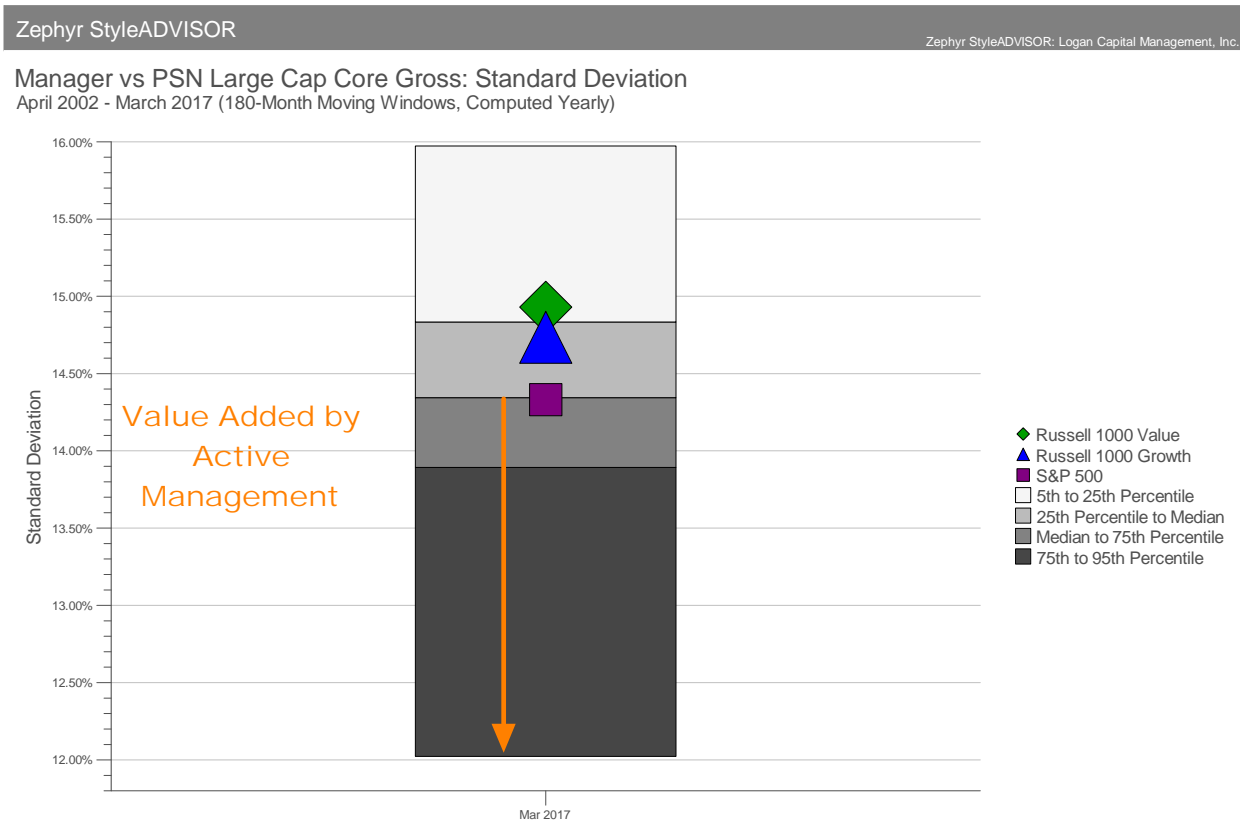 Zephyr StyleADVISOR
Zephyr StyleADVISOR: Logan Capital Management, Inc.
Manager vs PSN Large Cap Core Gross: Standard Deviation
April 2002 - March 2017 (180-Month Moving Windows, Computed Yearly)
16.00%
15.50%
15.00%
14.50%
14.00%
13.50%
13.00%
12.50%
12.00%
Standard Deviation
Value Added by
Active
Management
Mar 2017
Russell 1000 Value
Russell 1000 Growth
S&P 500
5th to 25th Percentile
25th Percentile to Median
Median to 75th Percentile
75th to 95th Percentile